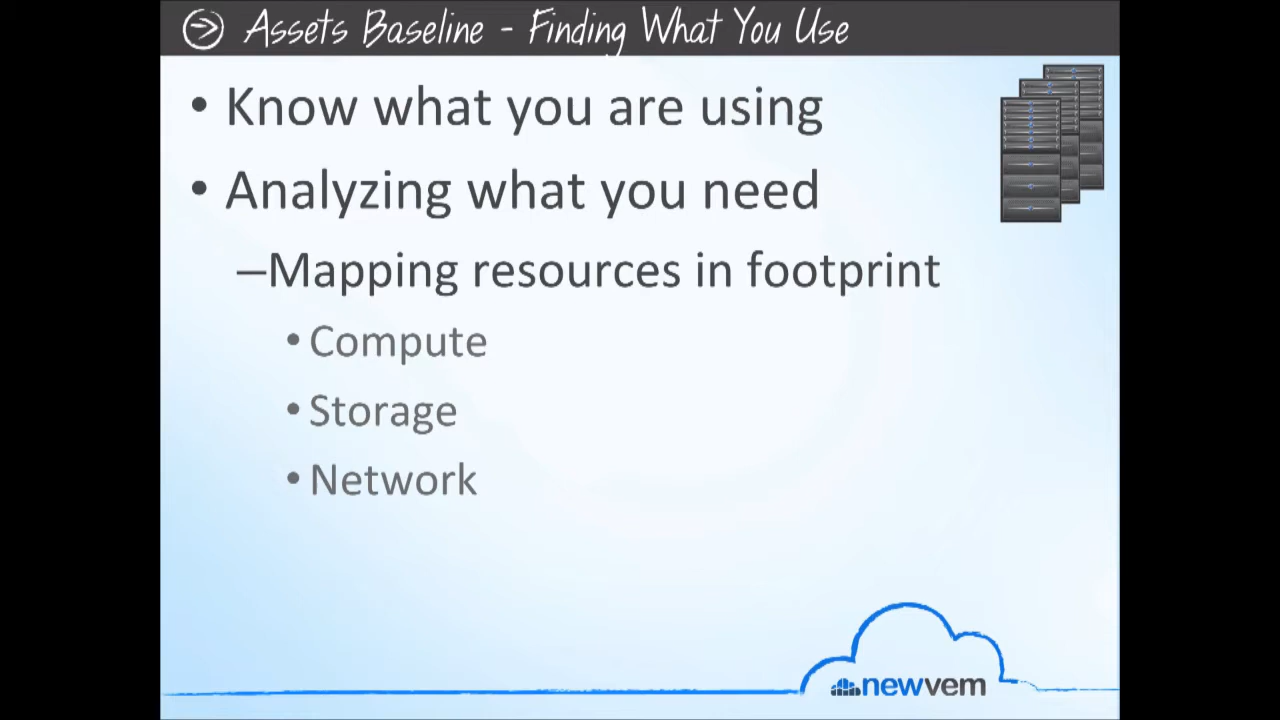 Assets Baseline - Finding What You Use
• Know what you are using
• Analyzing what you need
–Mapping resources in footprint
• Compute
• Storage
• Network
newvem